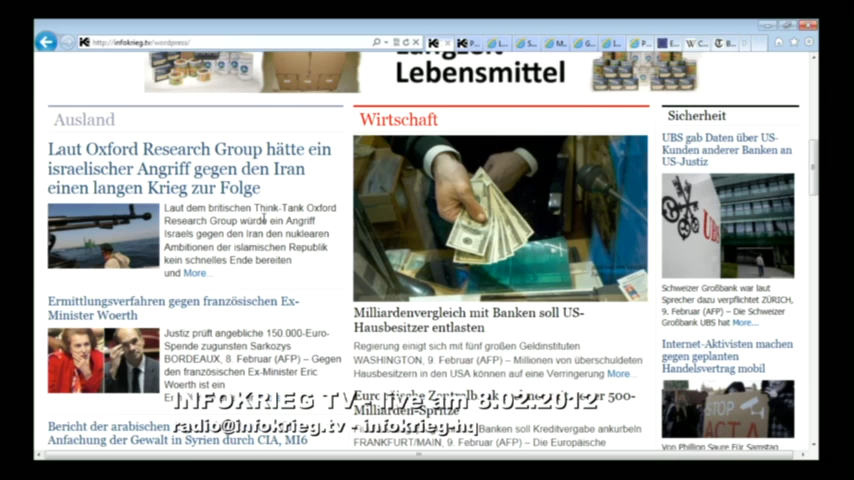 http://infokrieg.tv/wordpress/
Langzeit
Lebensmittel
Ausland
Laut Oxford Research Group hätte ein
israelischer Angriff gegen den Iran
einen langen Krieg zur Folge
Laut dem britischen Think-Tank Oxford
Research Group würde ein Angriff
Israels gegen den Iran den nuklearen
Ambitionen der islamischen Republik
kein schnelles Ende bereiten
und More...
Ermittlungsverfahren gegen französischen Ex-
Minister Woerth
Justiz prüft angebliche 150 000-Euro-
Spende zugunsten Sarkozys
BORDEAUX, 8. Februar (AFP) – Gegen
den französischen Ex-Minister Eric
Woerth ist ein
Bericht der arabischen
Anfachung der Gewalt in Syrien durch CIA, MI6
Wirtschaft
Milliardenvergleich mit Banken soll US-
Hausbesitzer entlasten
Regierung einigt sich mit fünf großen Geldinstituten
WASHINGTON, 9. Februar (AFP) – Millionen von überschuldeten
Hausbesitzern in den USA können auf eine Verringerung More...
500-
Milliarden-Spritze
Banken soll Kreditvergabe ankurbeln
FRANKFURT/MAIN, 9. Februar (AFP) – Die Europäische
Sicherheit
UBS gab Daten über US-
Kunden anderer Banken an
US-Justiz
UBS
Schweizer Großbank war laut
Sprecher dazu verpflichtet ZÜRICH,
9. Februar (AFP) – Die Schweizer
Großbank UBS hat More...
Internet-Aktivisten machen
gegen geplanten
Handelsvertrag mobil
STOP
ACTA
Von Phillip Saure Für Samstag
INFOKRIEG TV - live am 8.02.2012
radio@infokrieg.tv - infokrieg-hq